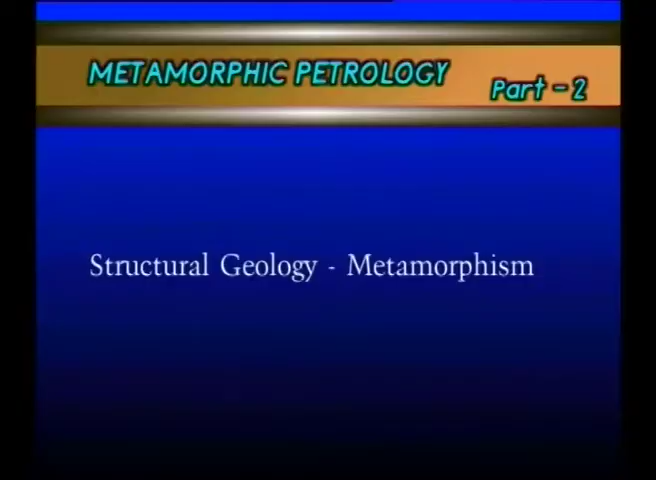 METAMORPHIC PETROLOGY
Part - 2
Structural Geology - Metamorphism